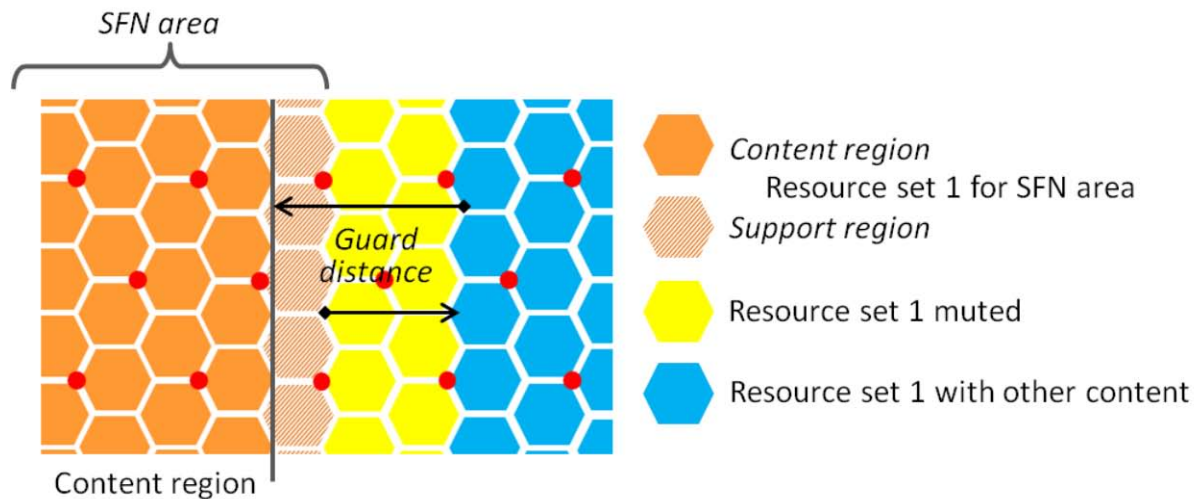 SFN area
Guard
distance
Content region
Content region
Resource set 1 for SFN area
Support region
Resource set 1 muted
Resource set 1 with other content